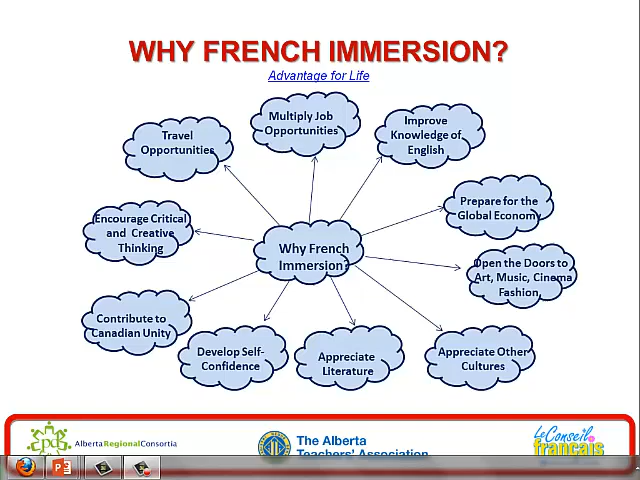 WHY FRENCH IMMERSION?
Advantage for Life
Multiply Job
Opportunities
Improve
Knowledge of
English
Travel
Opportunities
Prepare for the
Global Economy
Encourage Critical
and Creative
Thinking
Why French
Immersion?
Open the Doors to
Art, Music, Cinema
Fashion,
Contribute to
Canadian Unity
Develop Self-
Confidence
Appreciate
Literature
Appreciate Other
Cultures
Alberta Regional Consortia
The Alberta
Teachers' Association
Le Conseil
français